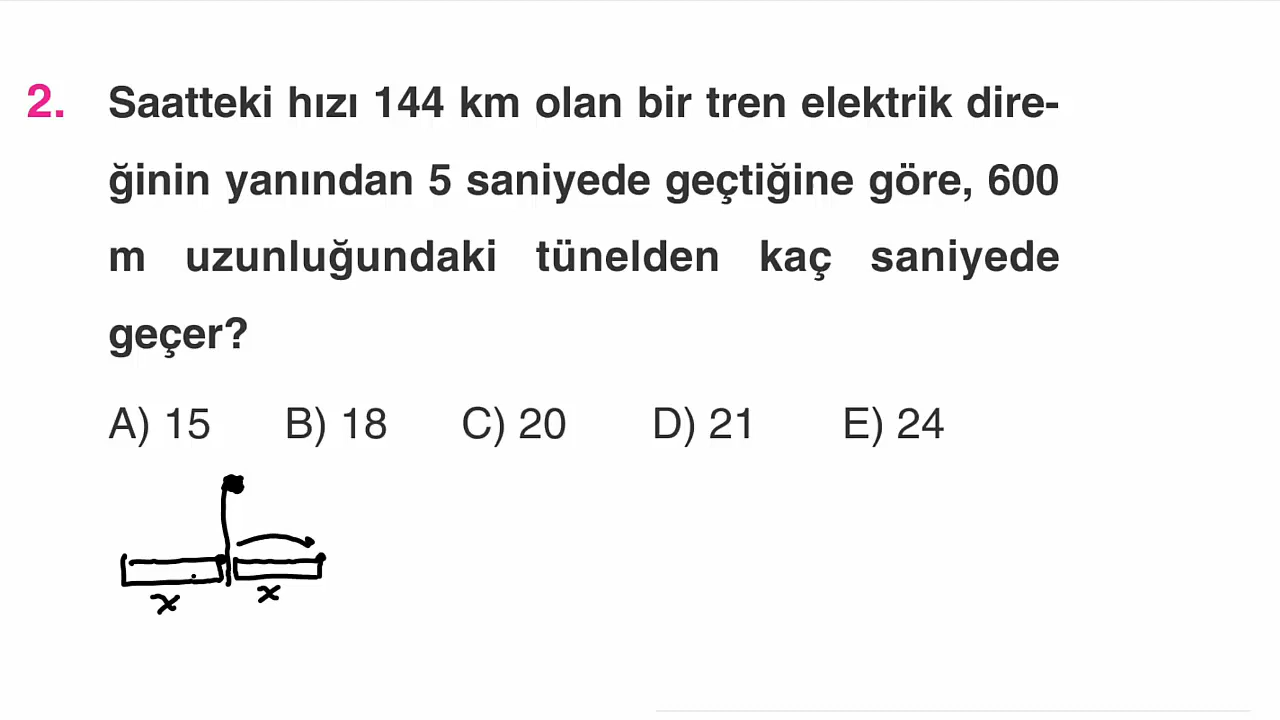 2. Saatteki hızı 144 km olan bir tren elektrik dire-
ğinin yanından 5 saniyede geçtiğine göre, 600
m uzunluğundaki tünelden kaç saniyede
geçer?
A) 15 B) 18 C) 20 D) 21 E) 24
x x